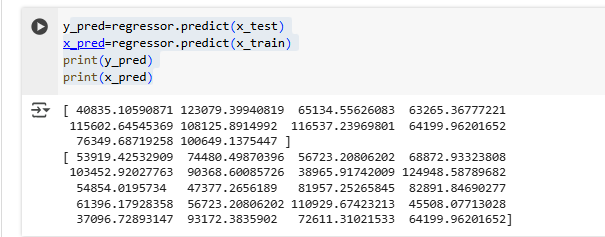 y_pred=regressor.predict(x_test)
x_pred=regressor.predict(x_train)
print(y_pred)
print(x_pred)
[ 40835.10590871 123079.39940819  65134.55626083  63265.36777221
 115602.64545369 108125.8914992  116537.23969801  64199.96201652
  76349.68719258 100649.1375447 ]
[ 53919.42532909  74480.49870396  56723.20806202  68872.93323808
 103452.92027763  90368.60085726  38965.91742009 124948.58789682
  54854.0195734   47377.2656189   81957.25265845  82891.84690277
  61396.17928358  56723.20806202 110929.67423213  45508.07713028
  37096.72893147  93172.3835902   72611.31021533  64199.96201652]